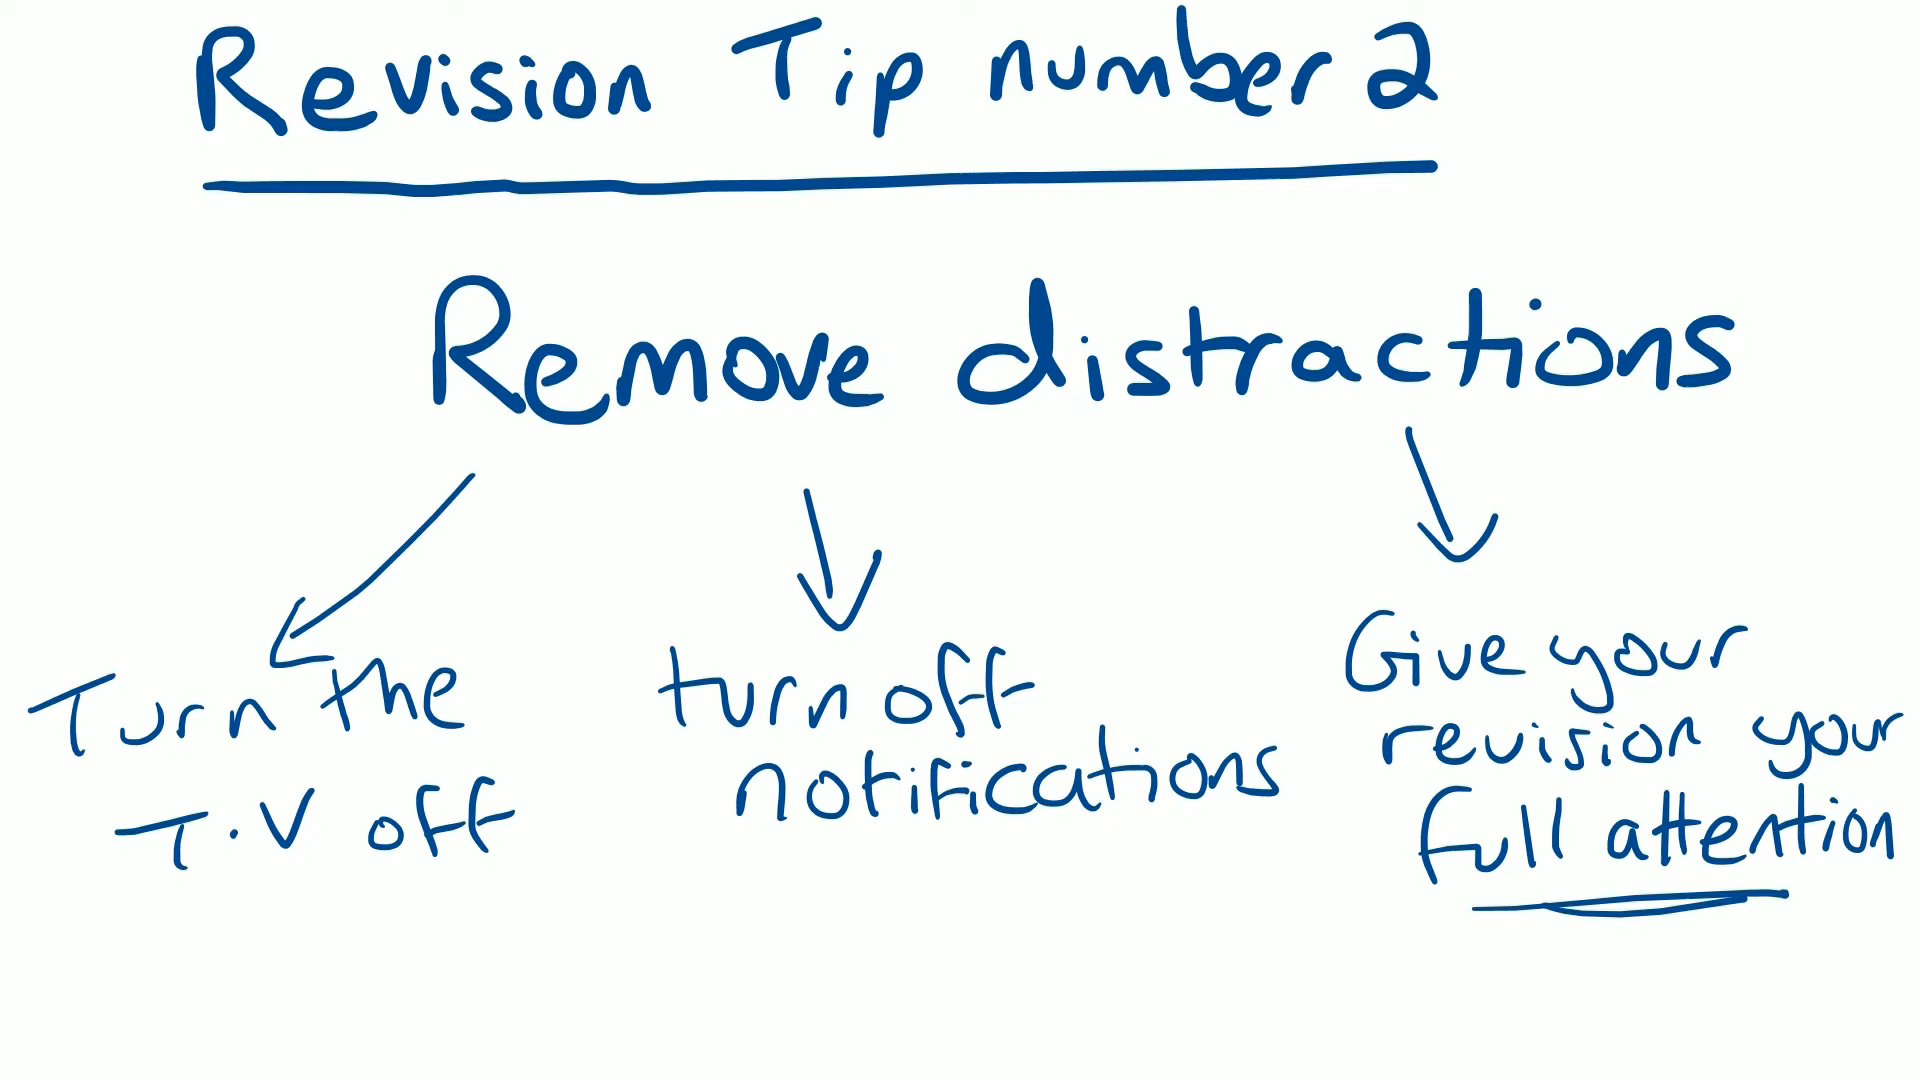 Revision Tip number 2
Remove distractions
Turn the
T.V off
turn off
notifications
Give your
revision your
full attention